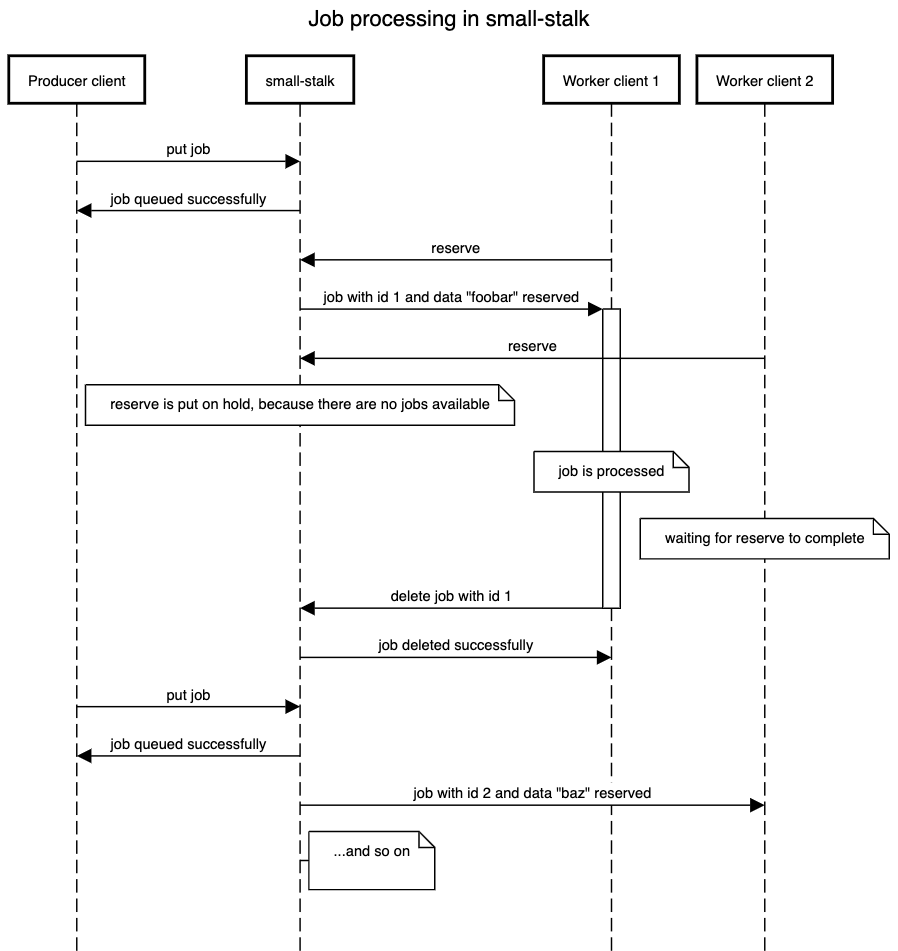 Job processing in small-stalk
Producer client
small-stalk
Worker client 1
Worker client 2
put job
job queued successfully
reserve
job with id 1 and data "foobar" reserved
reserve
reserve is put on hold, because there are no jobs available
job is processed
waiting for reserve to complete
delete job with id 1
job deleted successfully
put job
job queued successfully
job with id 2 and data "baz" reserved
...and so on